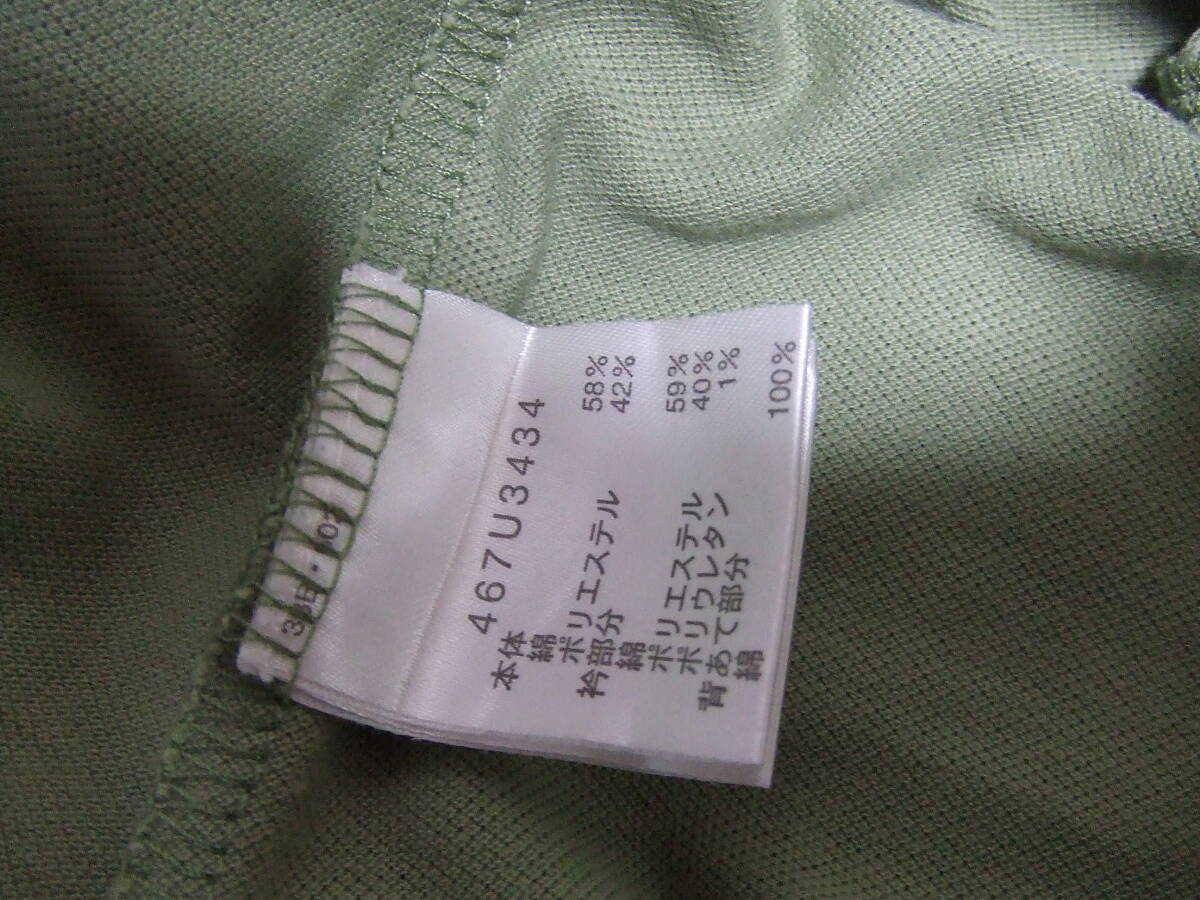 467U3434
本体
綿 58%
ポリエステル 42%
衿部分
綿 59%
ポリエステル 40%
ポリウレタン 1%
背あて部分
綿 100%